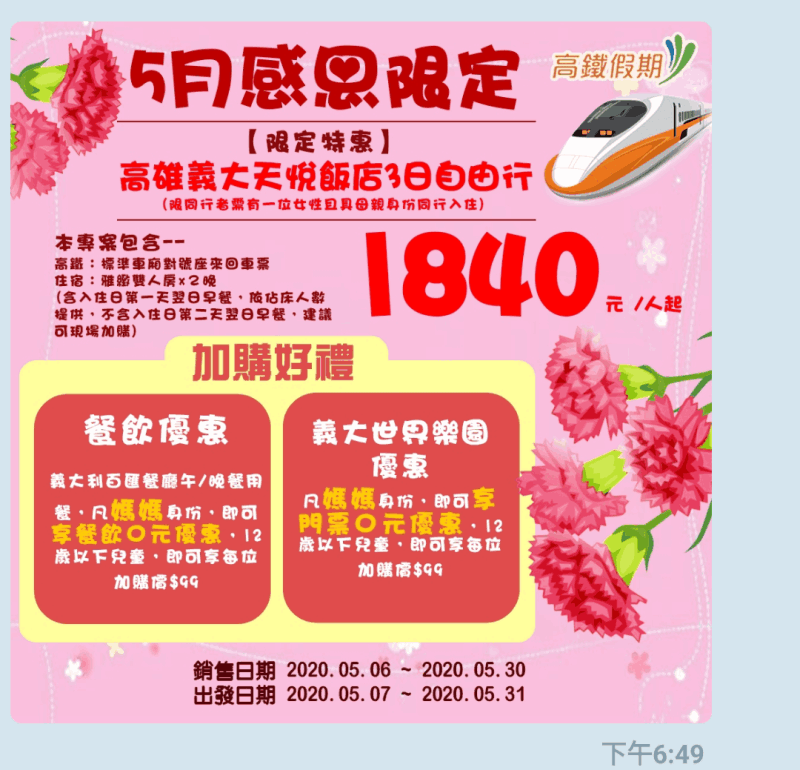 5月感恩限定
高鐵假期
【限定特惠】
高雄義大天悅飯店3日自由行
(限同行者需有一位女性且具母親身份同行入住)
本專案包含--
高鐵：標準車廂對號座來回車票
住宿：雅緻雙人房x2晚
(含入住日第一天翌日早餐，依佔床人數
提供，不含入住日第二天翌日早餐，建議
可現場加購)
1840元/人起
加購好禮
餐飲優惠
義大利百匯餐廳午/晚餐用
餐，凡媽媽身份，即可
享餐飲0元優惠，12
歲以下兒童，即可享每位
加購價$99
義大世界樂園
優惠
凡媽媽身份，即可享
門票0元優惠，12
歲以下兒童，即可享每位
加購價$99
銷售日期 2020.05.06 ~ 2020.05.30
出發日期 2020.05.07 ~ 2020.05.31
下午6:49